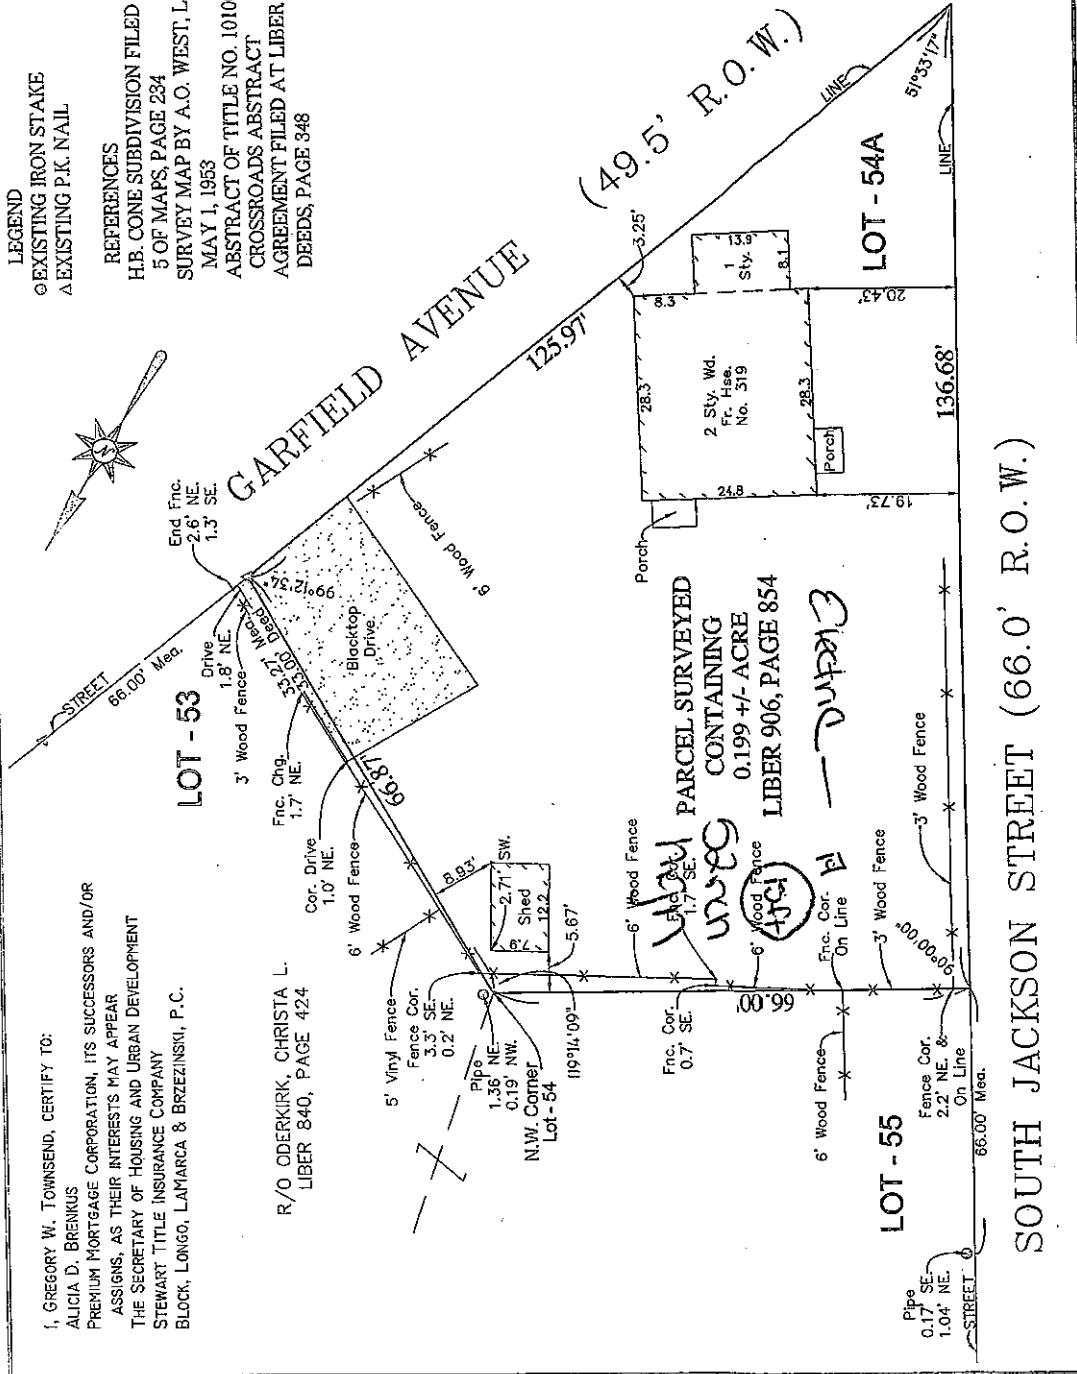 I, GREGORY W. TOWNSEND, CERTIFY TO:
ALICIA D. BRENKUS
PREMIUM MORTGAGE CORPORATION, ITS SUCCESSORS AND/OR
ASSIGNS, AS THEIR INTERESTS MAY APPEAR
THE SECRETARY OF HOUSING AND URBAN DEVELOPMENT
STEWART TITLE INSURANCE COMPANY
BLOCK, LONGO, LAMARCA & BRZEZINSKI, P.C.
LEGEND
EXISTING IRON STAKE
EXISTING P.K. NAIL
REFERENCES
H.B. CONE SUBDIVISION FILED
5 OF MAPS, PAGE 234
SURVEY MAP BY A.O. WEST, L
MAY 1, 1953
ABSTRACT OF TITLE NO. 1010
CROSSROADS ABSTRACT
AGREEMENT FILED AT LIBER
DEEDS, PAGE 348
N
STREET
66.00' Mea.
LOT - 53
GARFIELD AVENUE
(49.5' R.O.W.)
125.97'
LINE
51°33'17"
End Fnc.
2.6' NE.
1.3' SE.
Drive
1.8' NE.
3' Wood Fence
99°12'34"
33.27' Mea.
33.00' Deed
Fnc. Chg.
1.7' NE.
Cor. Drive
1.0' NE.
66.87'
6' Wood Fence
Blacktop
Drive
6' Wood Fence
R/O ODERKIRK, CHRISTA L.
LIBER 840, PAGE 424
5' Vinyl Fence
Fence Cor.
3.3' SE.
0.2' NE.
Pipe
1.36' NE.
0.19' NW.
N.W. Corner
Lot - 54
119°14'09"
8.93'
2.71' SW.
7.9
Shed
12.2
5.67'
Porch
28.3'
8.3
3.25'
13.9'
1
Sty.
8.1
2 Sty. Wd.
Fr. Hse.
No. 319
24.8
28.3
Porch
19.73'
20.43'
LOT - 54A
LINE
PARCEL SURVEYED
CONTAINING
0.199 +/- ACRE
LIBER 906, PAGE 854
6' Wood Fence
Fnc. Cor.
1.7' SE.
6' Wood Fence
Fnc. Cor.
0.7' SE.
66.00'
Fnc. Cor.
On Line
6' Wood Fence
3' Wood Fence
3' Wood Fence
90°00'00"
136.68'
LOT - 55
Fence Cor.
2.2' NE. &
On Line
66.00' Mea.
Pipe
0.17' SE.
1.04' NE.
STREET
SOUTH JACKSON STREET (66.0' R.O.W.)